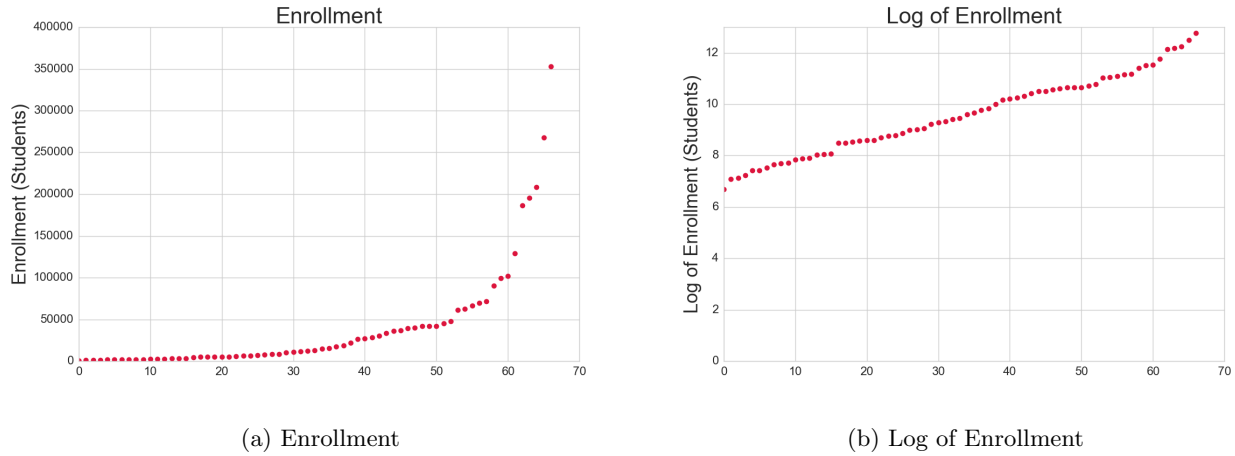 Enrollment
400000
350000
300000
250000
200000
150000
100000
50000
0
Enrollment (Students)
0 10 20 30 40 50 60 70
(a) Enrollment
Log of Enrollment
12
10
8
6
4
2
0
Log of Enrollment (Students)
0 10 20 30 40 50 60 70
(b) Log of Enrollment